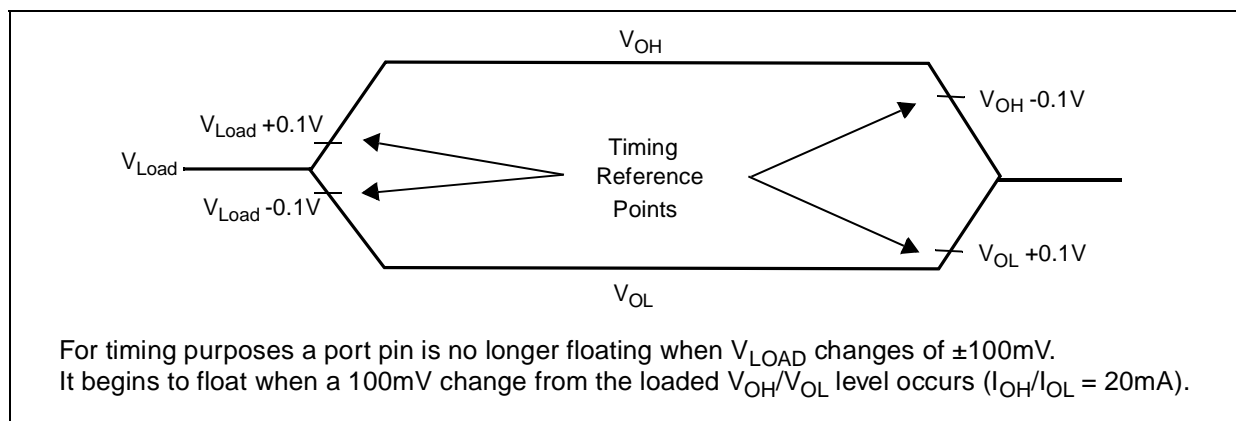 VOH
VOH -0.1V
VLoad +0.1V
Timing
Reference
Points
VLoad
VLoad -0.1V
VOL +0.1V
VOL
For timing purposes a port pin is no longer floating when VLOAD changes of ±100mV.
It begins to float when a 100mV change from the loaded VOH/VOL level occurs (IOH/IOL = 20mA).